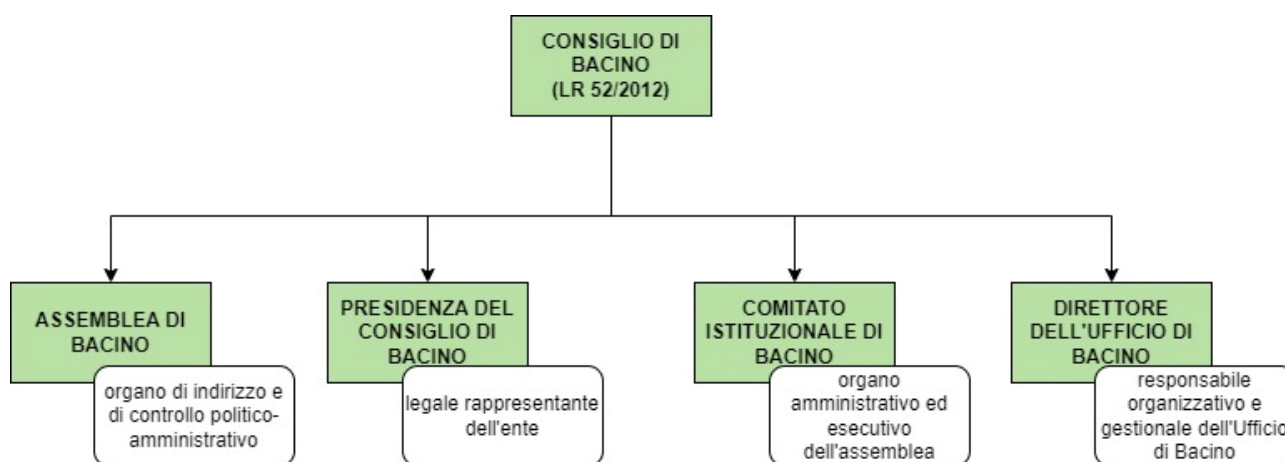 CONSIGLIO DI
BACINO
(LR 52/2012)
ASSEMBLEA DI
BACINO
organo di indirizzo e
di controllo politico-
amministrativo
PRESIDENZA DEL
CONSIGLIO DI
BACINO
legale rappresentante
dell'ente
COMITATO
ISTITUZIONALE DI
BACINO
organo
amministrativo ed
esecutivo
dell'assemblea
DIRETTORE
DELL'UFFICIO DI
BACINO
responsabile
organizzativo e
gestionale dell'Ufficio
di Bacino